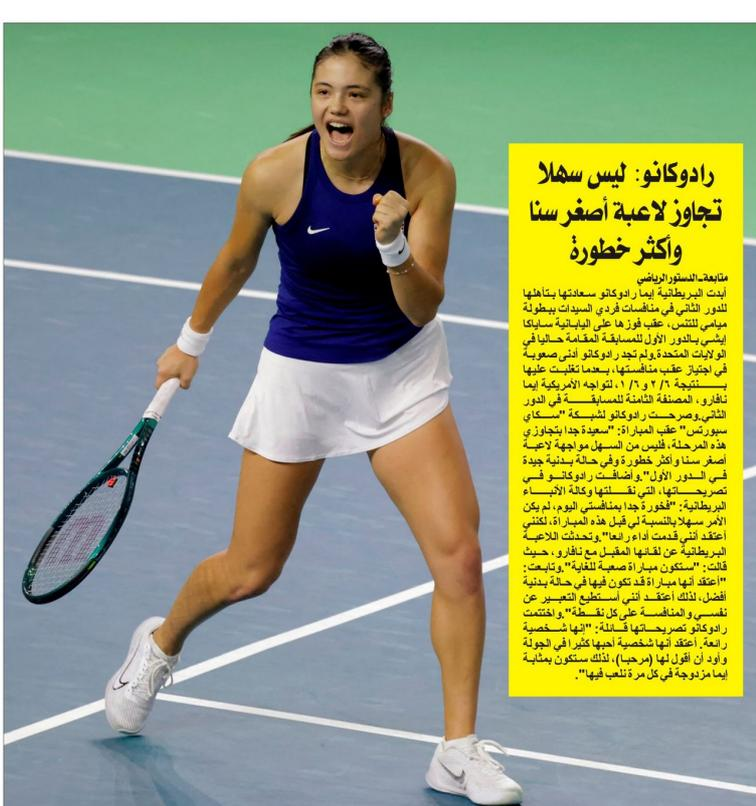 رادوكانو: ليس سهلا
تجاوز لاعبة أصغر سنا
وأكثر خطورة
متابعة-الدستور الرياضي
أبدت البريطانية إيما رادوكانو سعادتها بتأهلها
للدور الثاني في منافسات فردي السيدات ببطولة
ميامي للتنس، عقب فوزها على اليابانية ساياكا
إيشي بالدور الأول للمسابقة المقامة حاليا في
الولايات المتحدة.ولم تجد رادوكانو أدنى صعوبة
في اجتياز عقب منافستها، بعدما تغلبت عليها
بنتيجة ٦/ ٢ و٦/ ١، لتواجه الأمريكية إيما
نافارو، المصنفة الثامنة للمسابقة في الدور
الثاني.وصرحت رادوكانو لشبكة "سكاي
سبورتس" عقب المباراة: "سعيدة جدا بتجاوزي
هذه المرحلة، فليس من السهل مواجهة لاعبة
أصغر سنا وأكثر خطورة وفي حالة بدنية جيدة
في الدور الأول".وأضافت رادوكانو في
تصريحاتها، التي نقلتها وكالة الأنباء
البريطانية: "فخورة جدا بمنافستي اليوم، لم يكن
الأمر سهلا بالنسبة لي قبل هذه المباراة، لكنني
أعتقد أنني قدمت أداء رائعا".وتحدثت اللاعبة
البريطانية عن لقائها المقبل مع نافارو، حيث
قالت: "ستكون مباراة صعبة للغاية".وتابعت:
"أعتقد أنها مباراة قد تكون فيها في حالة بدنية
أفضل، لذلك أعتقد أنني أستطيع التعبير عن
نفسي والمنافسة على كل نقطة".واختتمت
رادوكانو تصريحاتها قائلة: "إنها شخصية
رائعة. أعتقد أنها شخصية أحبها كثيرا في الجولة
وأود أن أقول لها (مرحبا)، لذلك ستكون بمثابة
إيما مزدوجة في كل مرة نلعب فيها".